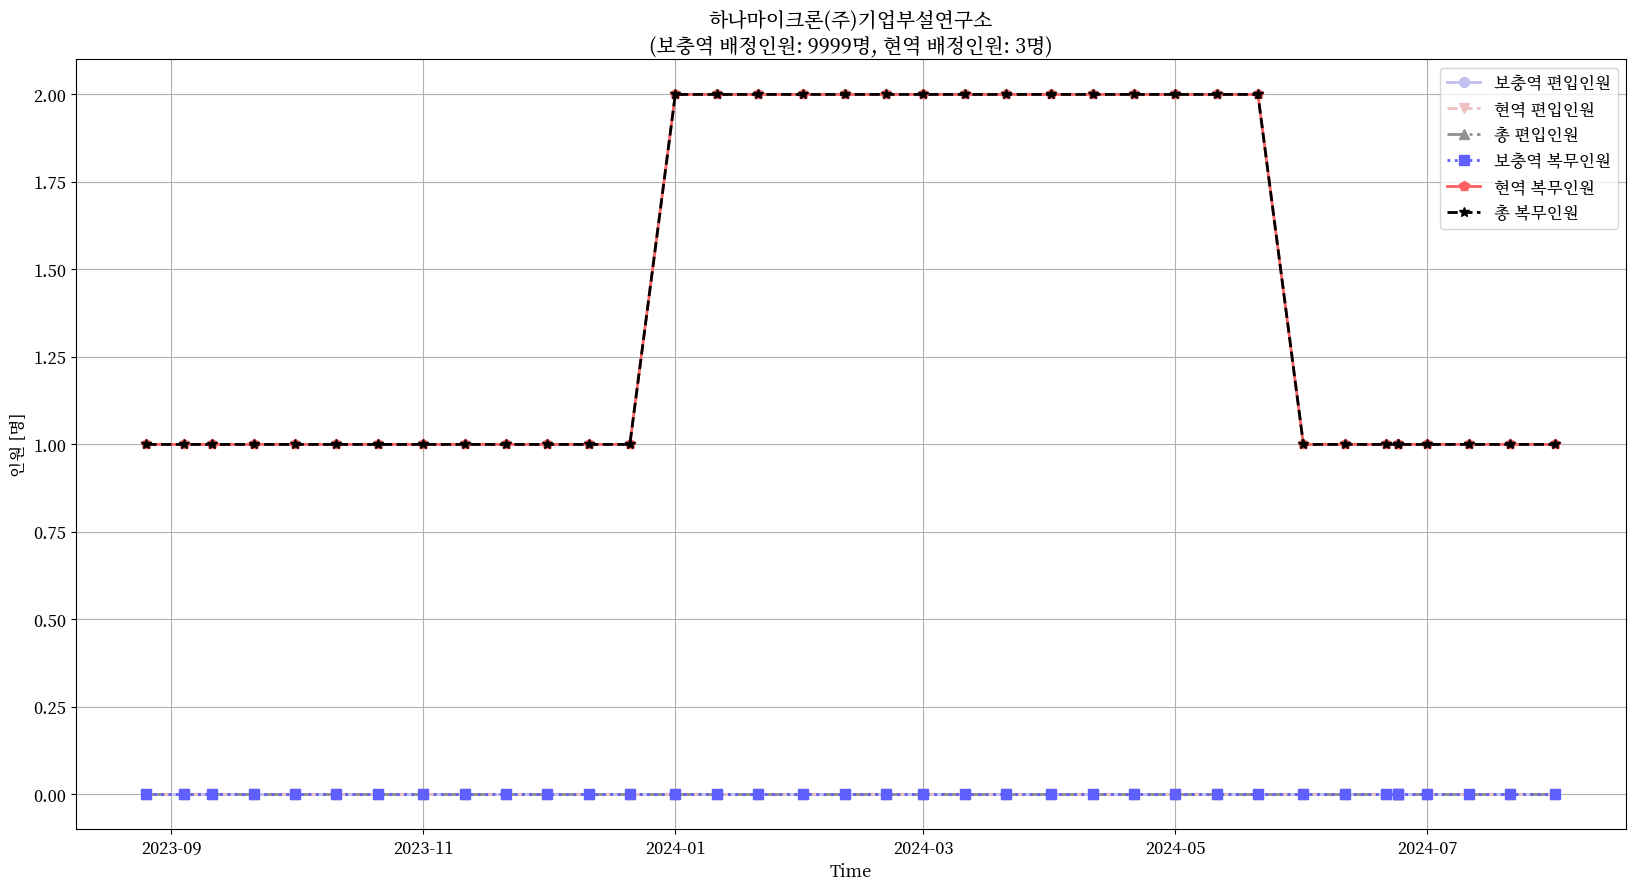 하나마이크론(주)기업부설연구소
(보충역 배정인원: 9999명, 현역 배정인원: 3명)
보충역 편입인원
현역 편입인원
총 편입인원
보충역 복무인원
현역 복무인원
총 복무인원
인원 [명]
2.00
1.75
1.50
1.25
1.00
0.75
0.50
0.25
0.00
2023-09
2023-11
2024-01
2024-03
2024-05
2024-07
Time